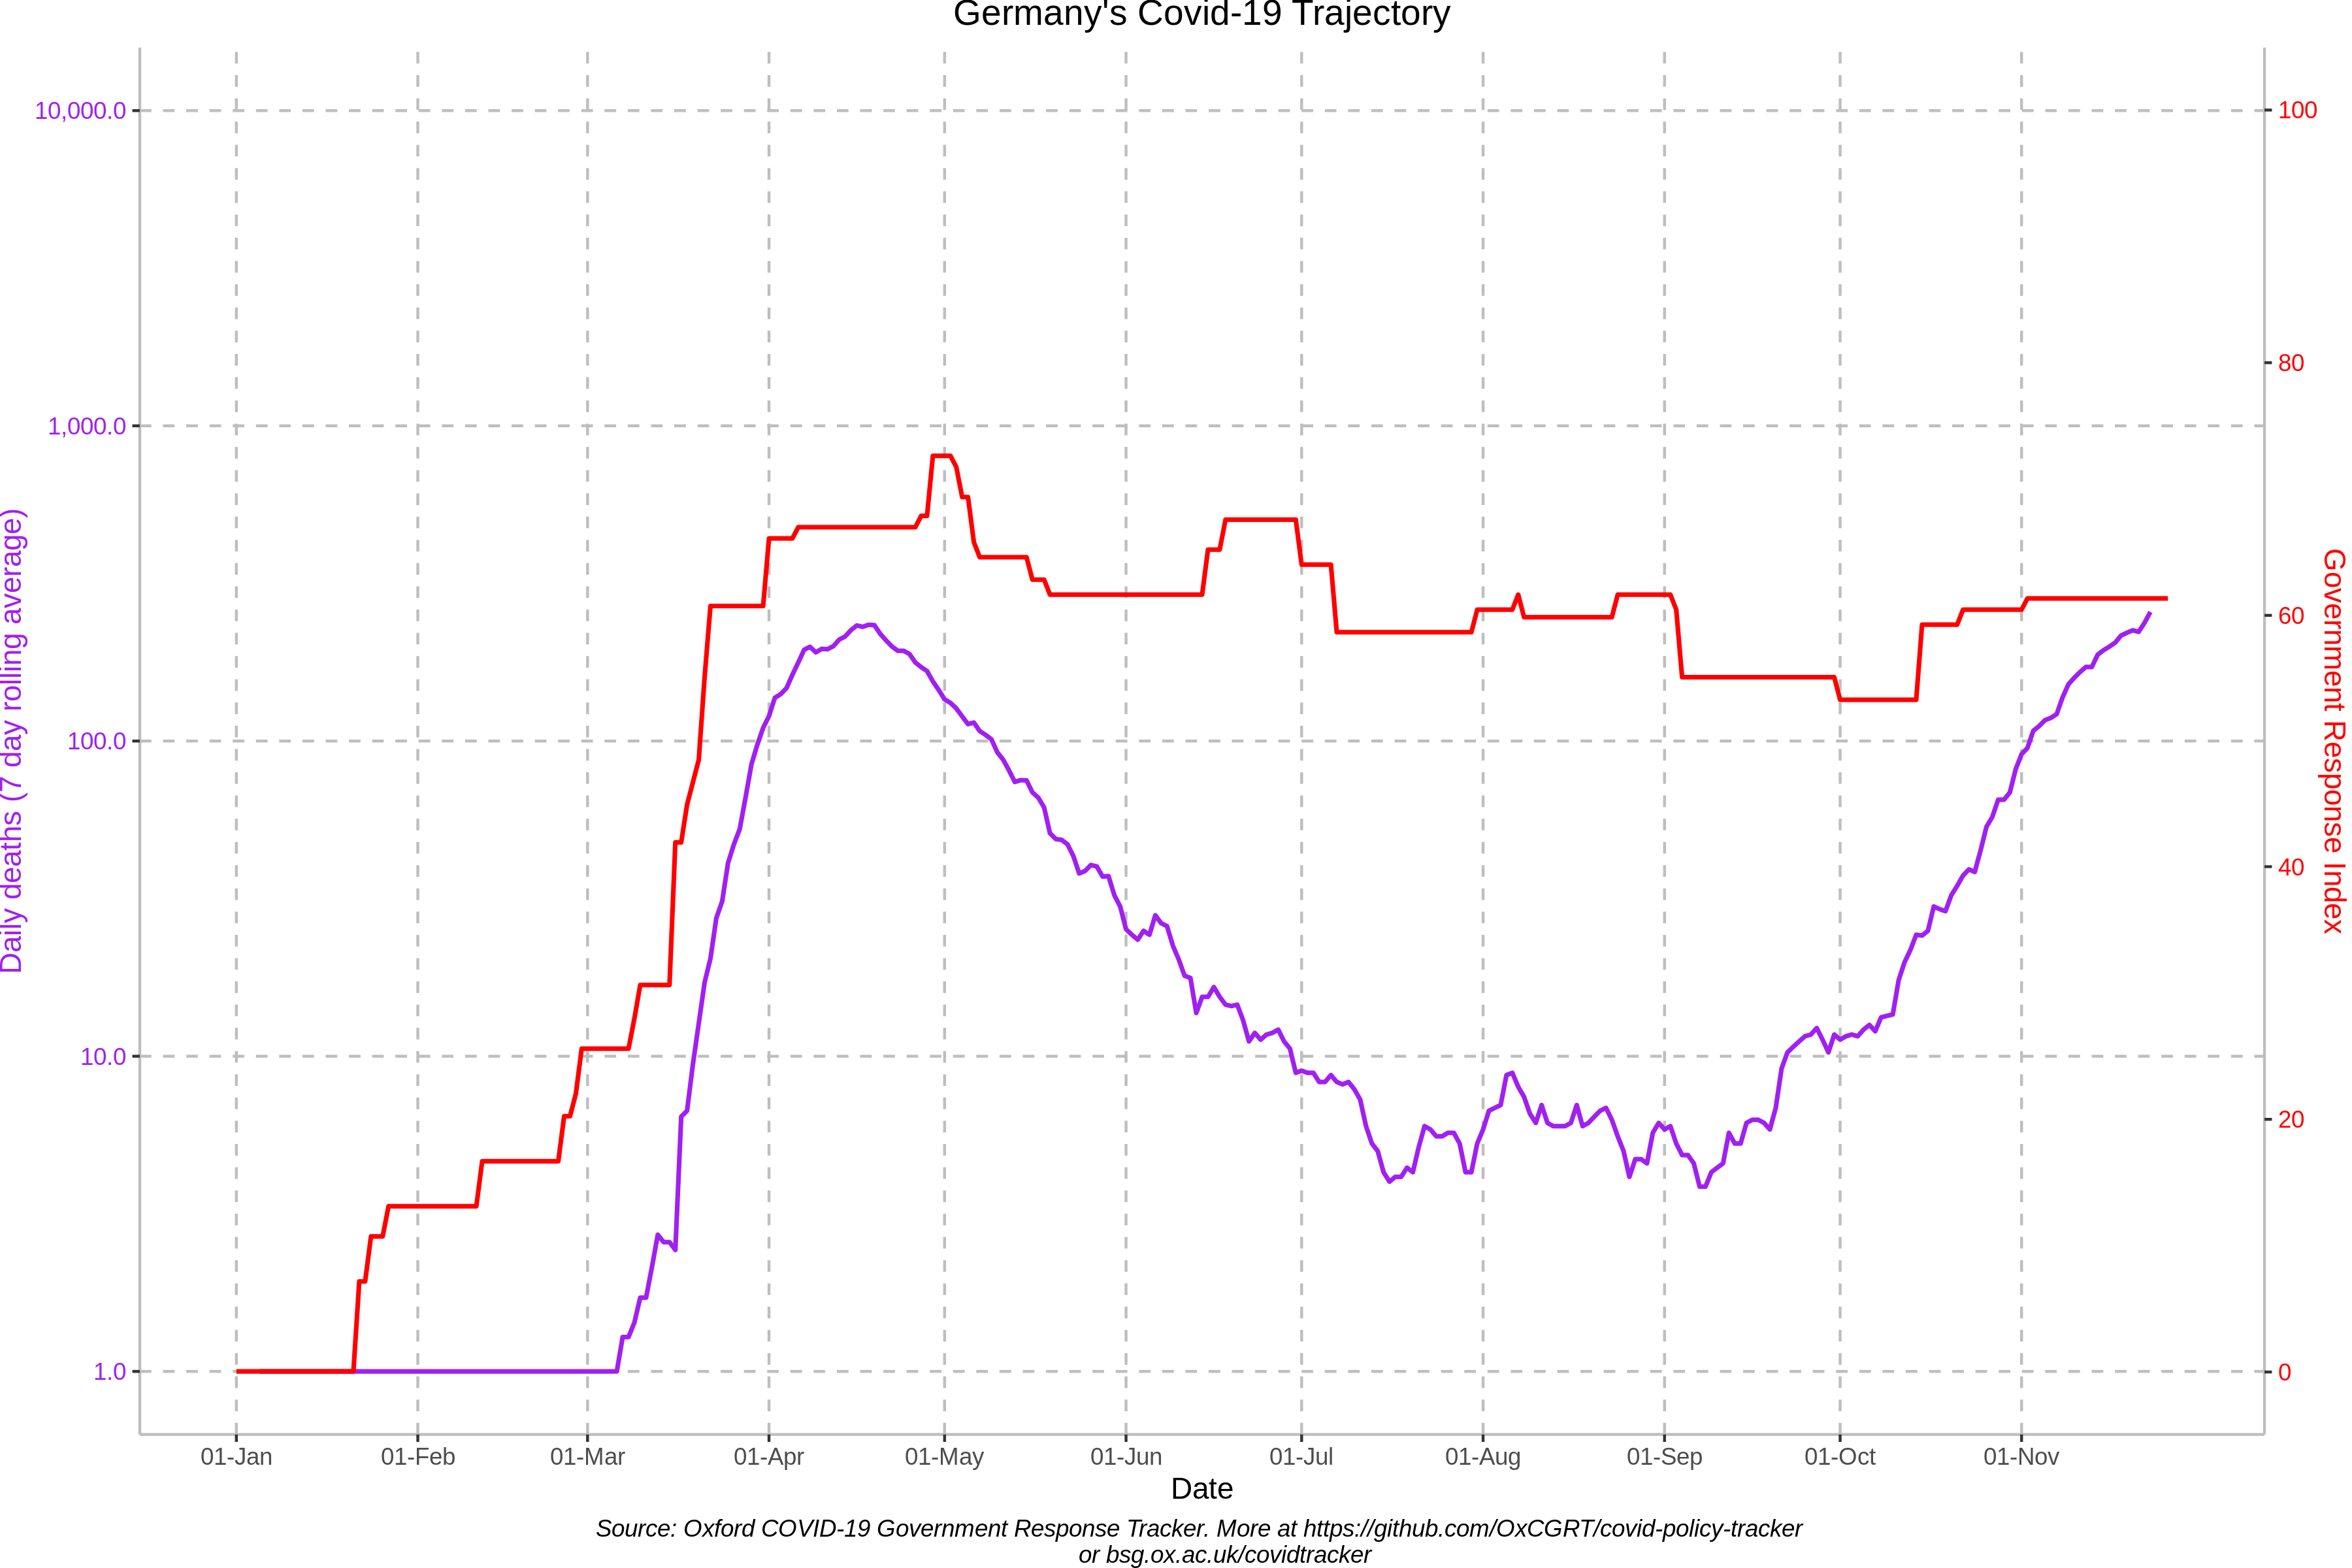 Germany's Covid-19 Trajectory
10,000.0
1,000.0
100.0
10.0
1.0
Daily deaths (7 day rolling average)
100
80
60
40
20
0
Government Response Index
01-Jan
01-Feb
01-Mar
01-Apr
01-May
01-Jun
01-Jul
01-Aug
01-Sep
01-Oct
01-Nov
Date
Source: Oxford COVID-19 Government Response Tracker. More at https://github.com/OxCGRT/covid-policy-tracker
or bsg.ox.ac.uk/covidtracker